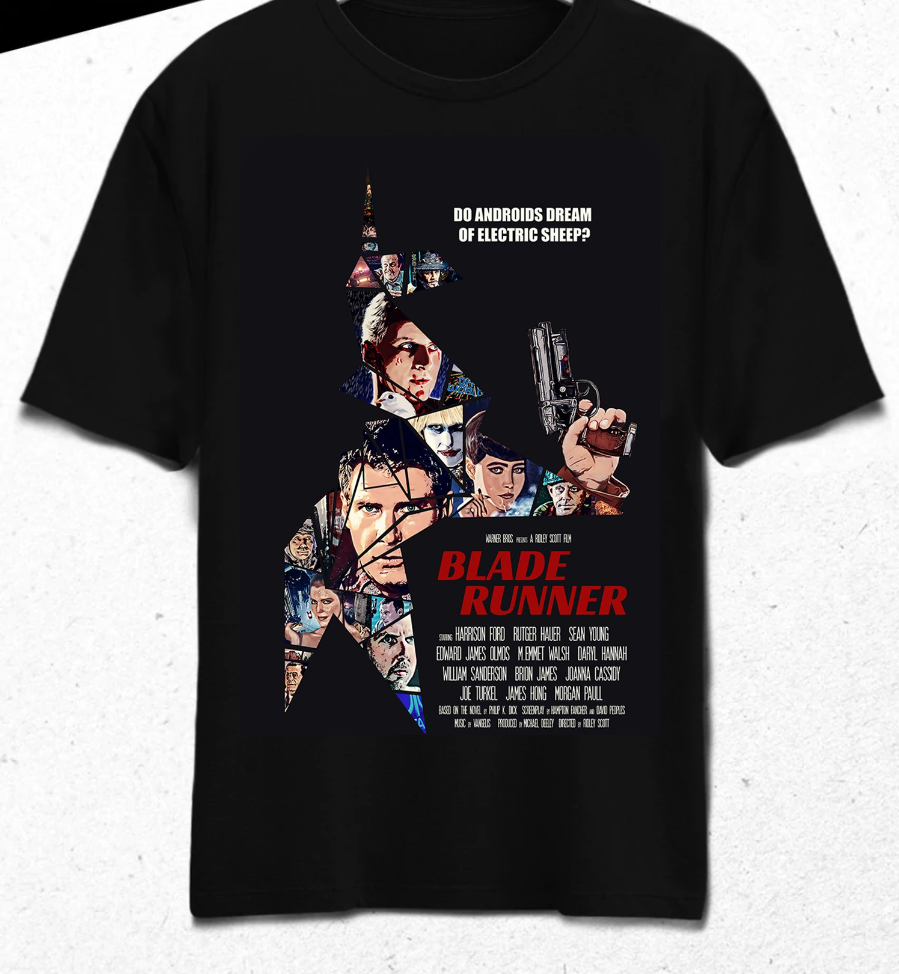 DO ANDROIDS DREAM
OF ELECTRIC SHEEP?
WARNER BROS PRESENTS A RIDLEY SCOTT FILM
BLADE
RUNNER
STARRING HARRISON FORD RUTGER HAUER SEAN YOUNG
EDWARD JAMES OLMOS M.EMMET WALSH DARYL HANNAH
WILLIAM SANDERSON BRION JAMES JOANNA CASSIDY
JOE TURKEL JAMES HONG MORGAN PAULL
BASED ON THE NOVEL BY PHILIP K. DICK SCREENPLAY BY HAMPTON FANCHER AND DAVID PEOPLES
MUSIC BY VANGELIS PRODUCED BY MICHAEL DEELEY DIRECTED BY RIDLEY SCOTT